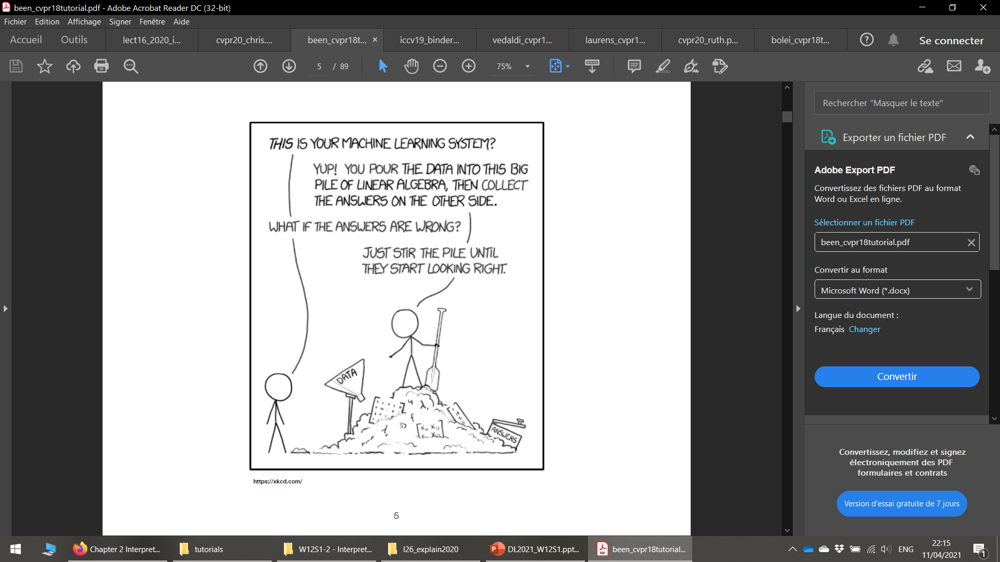 been_cvpr18tutorial.pdf - Adobe Acrobat Reader DC (32-bit)
Fichier Edition Affichage Signer Fenêtre Aide
Accueil Outils lect16_2020_i... cvpr20_chris.... been_cvpr18t... iccv19_binder... vedaldi_cvpr1... laurens_cvpr1... cvpr20_ruth.p... bolei_cvpr18t... Se connecter
5 / 89 75%
THIS IS YOUR MACHINE LEARNING SYSTEM?
YUP! YOU POUR THE DATA INTO THIS BIG
PILE OF LINEAR ALGEBRA, THEN COLLECT
THE ANSWERS ON THE OTHER SIDE.
WHAT IF THE ANSWERS ARE WRONG?
JUST STIR THE PILE UNTIL
THEY START LOOKING RIGHT.
DATA
ANSWERS
https://xkcd.com/
5
Rechercher "Masquer le texte"
Exporter un fichier PDF
Adobe Export PDF
Convertissez des fichiers PDF au format
Word ou Excel en ligne.
Sélectionner un fichier PDF
been_cvpr18tutorial.pdf
Convertir au format
Microsoft Word (*.docx)
Langue du document :
Français Changer
Convertir
Convertissez, modifiez et signez
électroniquement des PDF
formulaires et contrats
Version d'essai gratuite de 7 jours
Chapter 2 Interpret... tutorials W12S1-2 - Interpret... I26_explain2020 DL2021_W12S1.ppt... been_cvpr18tutorial... ENG
22:15
11/04/2021
1